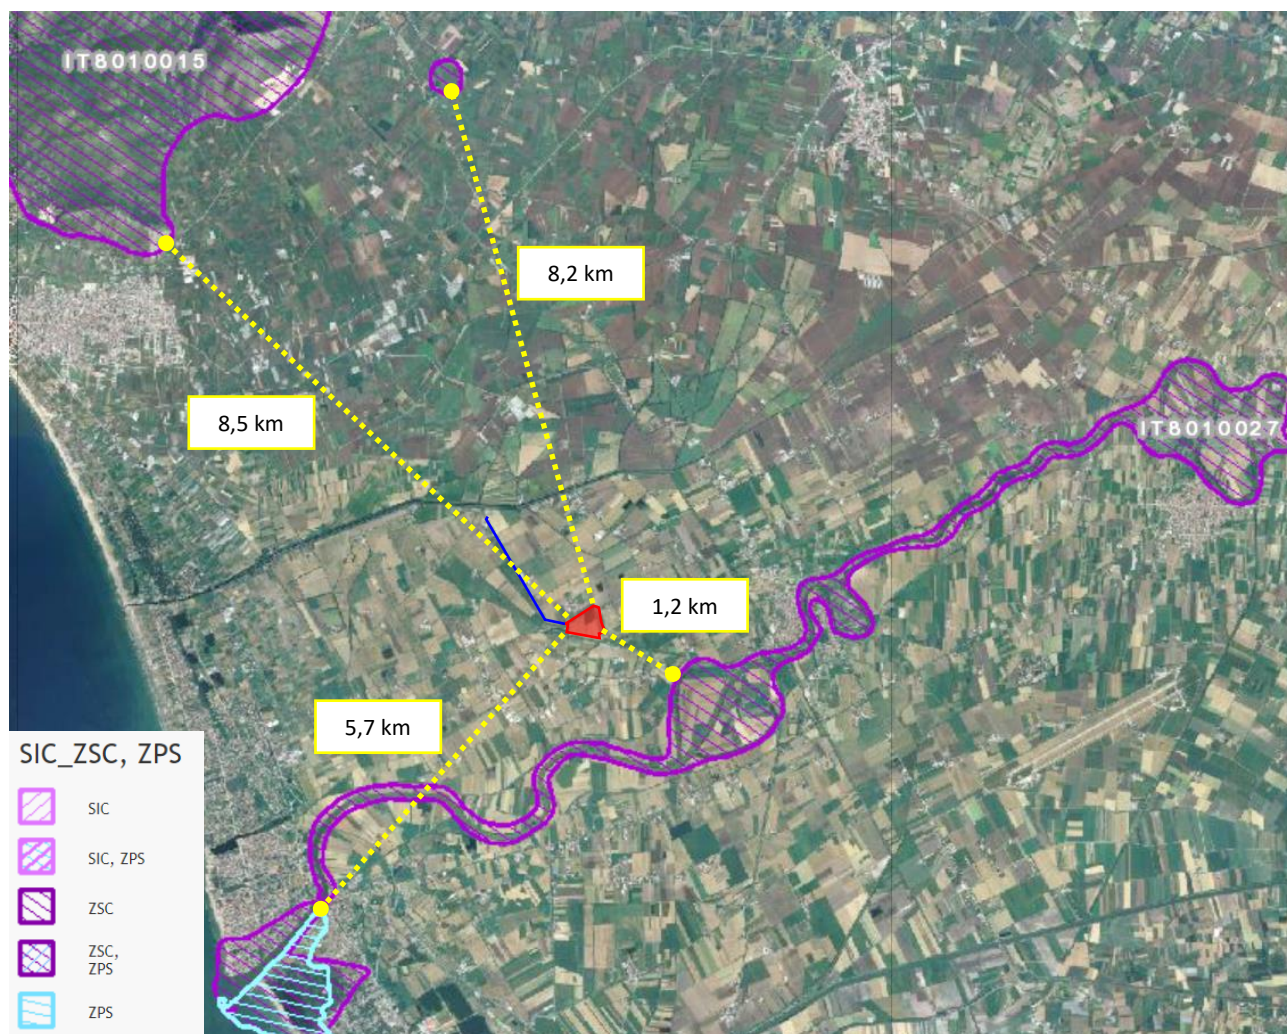 IT8010015
8,2 km
8,5 km
IT8010027
1,2 km
5,7 km
SIC_ZSC, ZPS
SIC
SIC, ZPS
ZSC
ZSC,
ZPS
ZPS